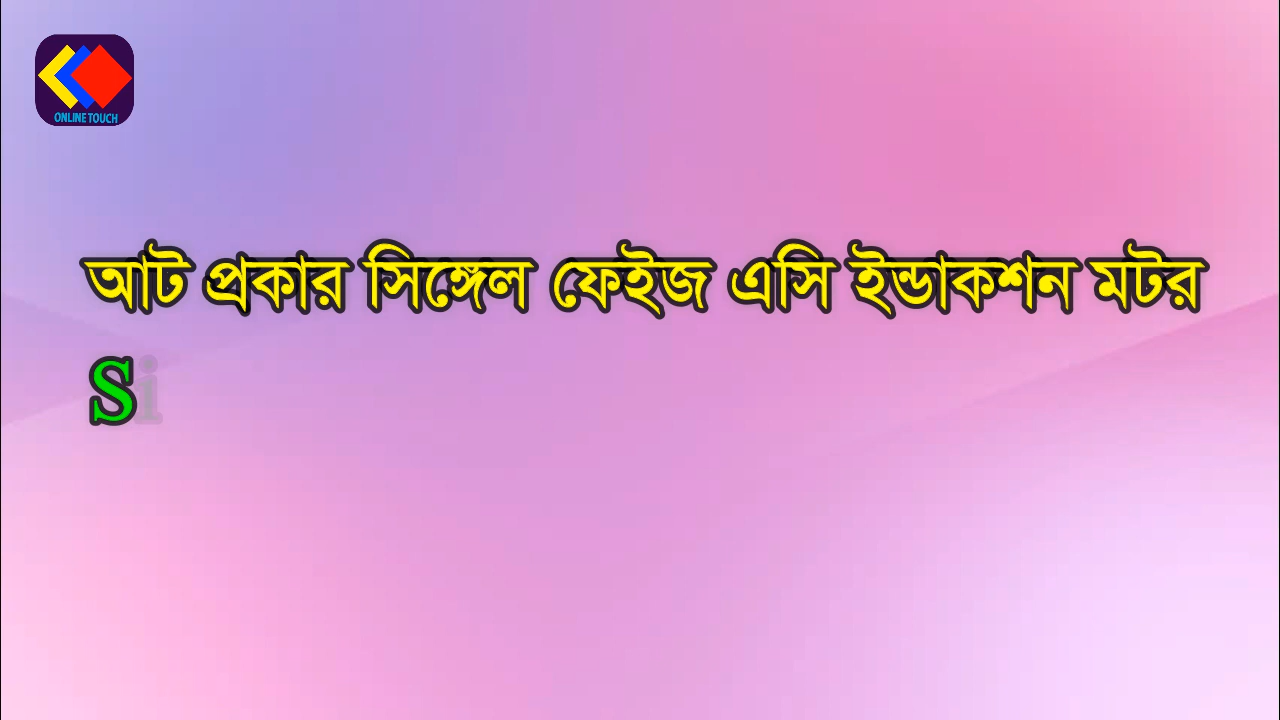 ONLINE TOUCH
আট প্রকার সিঙ্গেল ফেইজ এসি ইন্ডাকশন মটর
Si